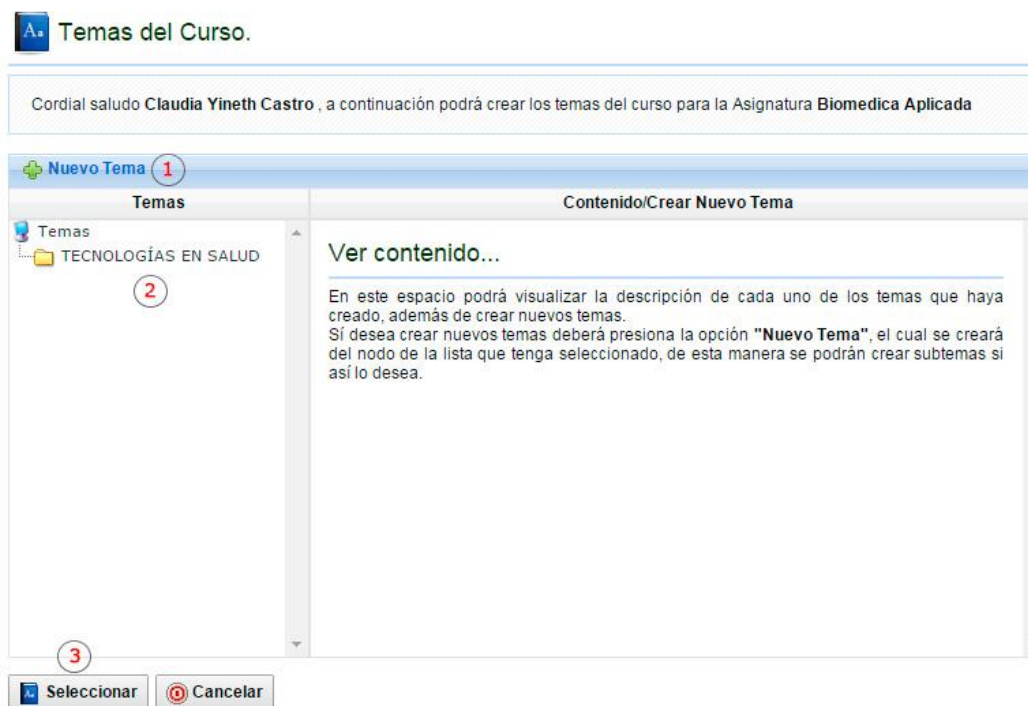 Aa Temas del Curso.
Cordial saludo Claudia Yineth Castro , a continuación podrá crear los temas del curso para la Asignatura Biomedica Aplicada
Nuevo Tema 1
Temas
Contenido/Crear Nuevo Tema
Temas
TECNOLOGÍAS EN SALUD
2
Ver contenido...
En este espacio podrá visualizar la descripción de cada uno de los temas que haya
creado, además de crear nuevos temas.
Sí desea crear nuevos temas deberá presiona la opción "Nuevo Tema", el cual se creará
del nodo de la lista que tenga seleccionado, de esta manera se podrán crear subtemas si
así lo desea.
3
Aa Seleccionar
Cancelar